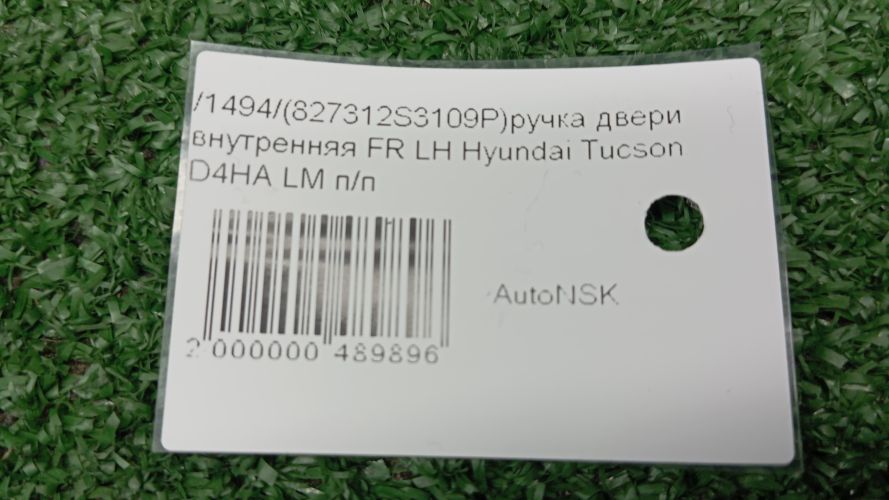 /1494/(827312S3109P)ручка двери
внутренняя FR LH Hyundai Tucson
D4HA LM п/п
AutoNSK
2 000000 489896